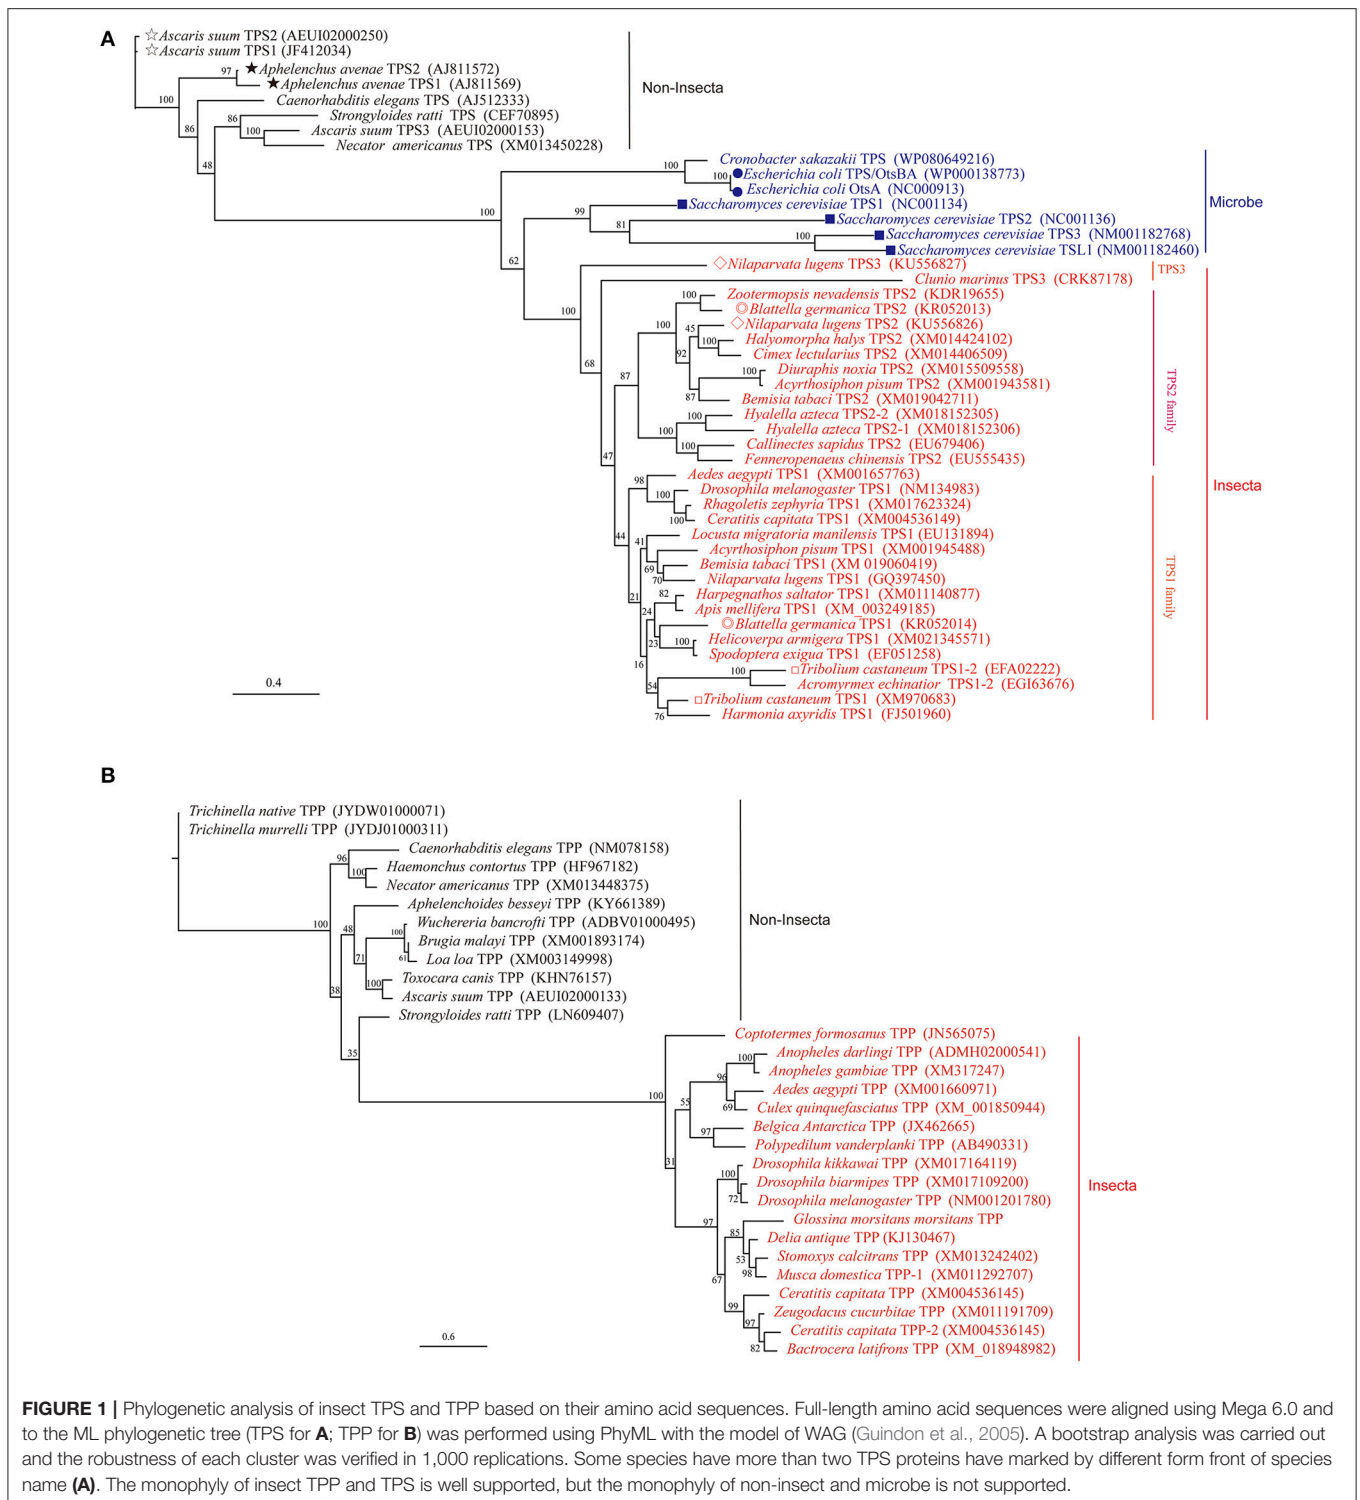 A
☆Ascaris suum TPS2 (AEUI02000250)
☆Ascaris suum TPS1 (JF412034)
97 ★Aphelenchus avenae TPS2 (AJ811572)
★Aphelenchus avenae TPS1 (AJ811569)
Non-Insecta
100 Caenorhabditis elegans TPS (AJ512333)
86 Strongyloides ratti TPS (CEF70895)
86 100 Ascaris suum TPS3 (AEUI02000153)
Necator americanus TPS (XM013450228)
48 100 Cronobacter sakazakii TPS (WP080649216)
100 ●Escherichia coli TPS/OtsBA (WP000138773)
●Escherichia coli OtsA (NC000913)
99 ■Saccharomyces cerevisiae TPS1 (NC001134)
Microbe
100 81 ■Saccharomyces cerevisiae TPS2 (NC001136)
100 ■Saccharomyces cerevisiae TPS3 (NM001182768)
■Saccharomyces cerevisiae TSL1 (NM001182460)
62 ◇Nilaparvata lugens TPS3 (KU556827)
TPS3
Clunio marinus TPS3 (CRK87178)
100 Zootermopsis nevadensis TPS2 (KDR19655)
◎Blattella germanica TPS2 (KR052013)
100 100 45 ◇Nilaparvata lugens TPS2 (KU556826)
100 Halyomorpha halys TPS2 (XM014424102)
92 Cimex lectularius TPS2 (XM014406509)
68 87 100 Diuraphis noxia TPS2 (XM015509558)
Acyrthosiphon pisum TPS2 (XM001943581)
87 Bemisia tabaci TPS2 (XM019042711)
TPS2 family
100 Hyalella azteca TPS2-2 (XM018152305)
100 Hyalella azteca TPS2-1 (XM018152306)
100 Callinectes sapidus TPS2 (EU679406)
47 Fenneropenaeus chinensis TPS2 (EU555435)
98 Aedes aegypti TPS1 (XM001657763)
Insecta
100 Drosophila melanogaster TPS1 (NM134983)
Rhagoletis zephyria TPS1 (XM017623324)
100 Ceratitis capitata TPS1 (XM004536149)
44 41 Locusta migratoria manilensis TPS1 (EU131894)
Acyrthosiphon pisum TPS1 (XM001945488)
69 Bemisia tabaci TPS1 (XM 019060419)
70 Nilaparvata lugens TPS1 (GQ397450)
TPS1 family
21 82 Harpegnathos saltator TPS1 (XM011140877)
24 Apis mellifera TPS1 (XM_003249185)
◎Blattella germanica TPS1 (KR052014)
23 100 Helicoverpa armigera TPS1 (XM021345571)
16 Spodoptera exigua TPS1 (EF051258)
100 □Tribolium castaneum TPS1-2 (EFA02222)
0.4 54 Acromyrmex echinatior TPS1-2 (EGI63676)
□Tribolium castaneum TPS1 (XM970683)
76 Harmonia axyridis TPS1 (FJ501960)
B
Trichinella native TPP (JYDW01000071)
Trichinella murrelli TPP (JYDJ01000311)
96 Caenorhabditis elegans TPP (NM078158)
100 Haemonchus contortus TPP (HF967182)
Necator americanus TPP (XM013448375)
Aphelenchoides besseyi TPP (KY661389)
100 48 100 Wuchereria bancrofti TPP (ADBV01000495)
Non-Insecta
Brugia malayi TPP (XM001893174)
71 61 Loa loa TPP (XM003149998)
100 Toxocara canis TPP (KHN76157)
38 Ascaris suum TPP (AEUI02000133)
Strongyloides ratti TPP (LN609407)
Coptotermes formosanus TPP (JN565075)
35 100 Anopheles darlingi TPP (ADMH02000541)
96 Anopheles gambiae TPP (XM317247)
100 55 Aedes aegypti TPP (XM001660971)
69 Culex quinquefasciatus TPP (XM_001850944)
97 Belgica Antarctica TPP (JX462665)
Polypedilum vanderplanki TPP (AB490331)
31 Drosophila kikkawai TPP (XM017164119)
100 Drosophila biarmipes TPP (XM017109200)
Insecta
72 Drosophila melanogaster TPP (NM001201780)
97 Glossina morsitans morsitans TPP
85 Delia antique TPP (KJ130467)
53 Stomoxys calcitrans TPP (XM013242402)
67 98 Musca domestica TPP-1 (XM011292707)
Ceratitis capitata TPP (XM004536145)
99 Zeugodacus cucurbitae TPP (XM011191709)
97 Ceratitis capitata TPP-2 (XM004536145)
0.6 82 Bactrocera latifrons TPP (XM_018948982)
FIGURE 1 | Phylogenetic analysis of insect TPS and TPP based on their amino acid sequences. Full-length amino acid sequences were aligned using Mega 6.0 and
to the ML phylogenetic tree (TPS for A; TPP for B) was performed using PhyML with the model of WAG (Guindon et al., 2005). A bootstrap analysis was carried out
and the robustness of each cluster was verified in 1,000 replications. Some species have more than two TPS proteins have marked by different form front of species
name (A). The monophyly of insect TPP and TPS is well supported, but the monophyly of non-insect and microbe is not supported.